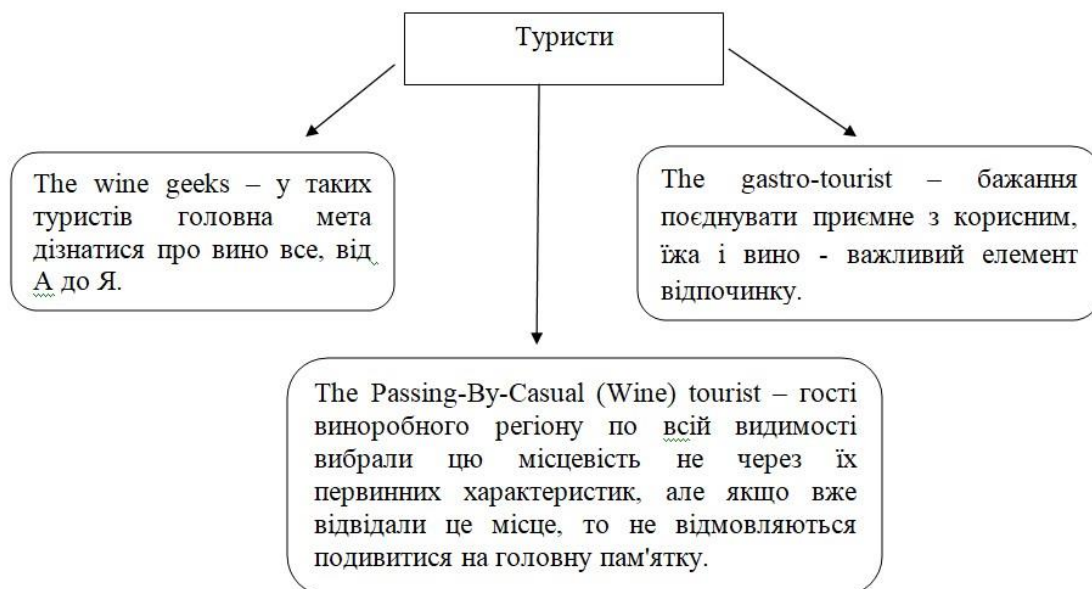 Туристи
The wine geeks – у таких
туристів головна мета
дізнатися про вино все, від
А до Я.
The gastro-tourist – бажання
поєднувати приємне з корисним,
їжа і вино - важливий елемент
відпочинку.
The Passing-By-Casual (Wine) tourist – гості
виноробного регіону по всій видимості
вибрали цю місцевість не через їх
первинних характеристик, але якщо вже
відвідали це місце, то не відмовляються
подивитися на головну пам'ятку.